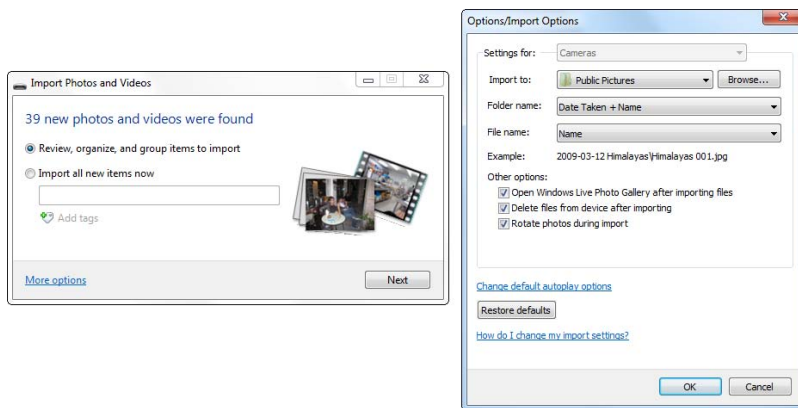 Import Photos and Videos
39 new photos and videos were found
Review, organize, and group items to import
Import all new items now
Add tags
More options
Next
Options/Import Options
Settings for: Cameras
Import to: Public Pictures Browse...
Folder name: Date Taken + Name
File name: Name
Example: 2009-03-12 Himalayas\Himalayas 001.jpg
Other options:
Open Windows Live Photo Gallery after importing files
Delete files from device after importing
Rotate photos during import
Change default autoplay options
Restore defaults
How do I change my import settings?
OK Cancel